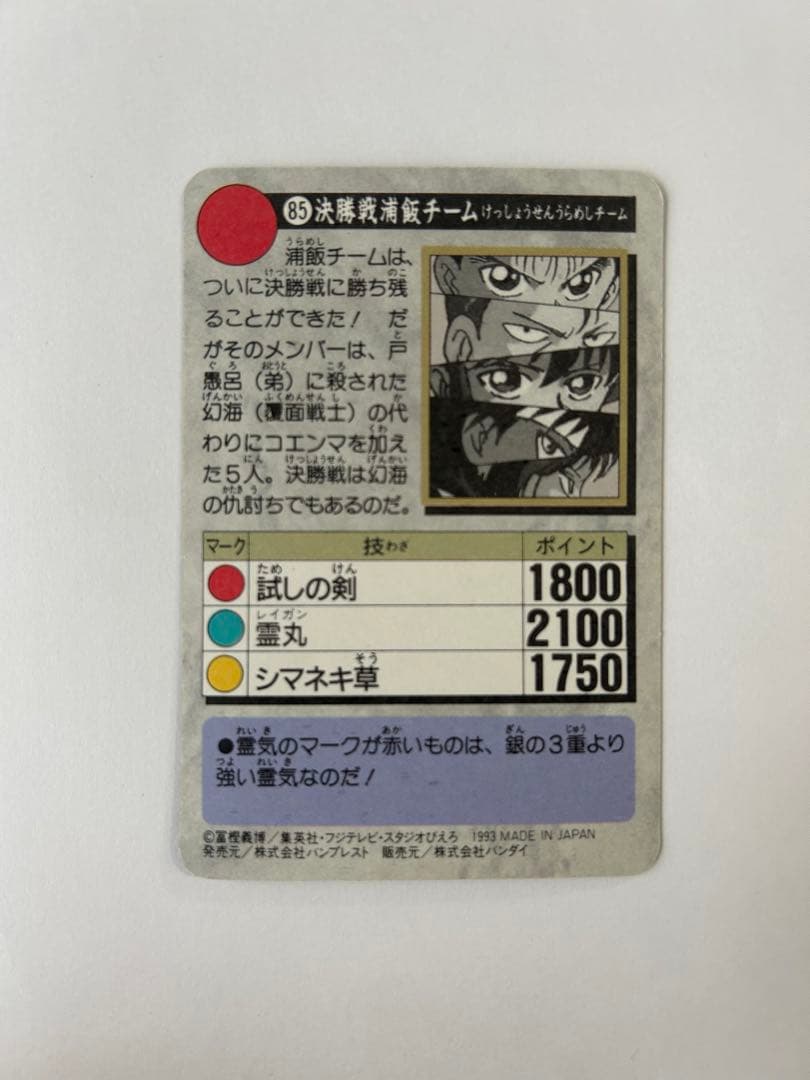 85 決勝戦浦飯チーム けっしょうせんうらめしチーム
浦飯チームは、
ついに決勝戦に勝ち残
ることができた! だ
がそのメンバーは、戸
愚呂(弟)に殺された
幻海(覆面戦士)の代
わりにコエンマを加え
た5人。決勝戦は幻海
の仇討ちでもあるのだ。
マーク 技わざ ポイント
試しの剣 1800
霊丸 2100
シマネキ草 1750
●霊気のマークが赤いものは、銀の3重より
強い霊気なのだ!
©冨樫義博/集英社・フジテレビ・スタジオぴえろ 1993 MADE IN JAPAN
発売元/株式会社バンプレスト 販売元/株式会社バンダイ